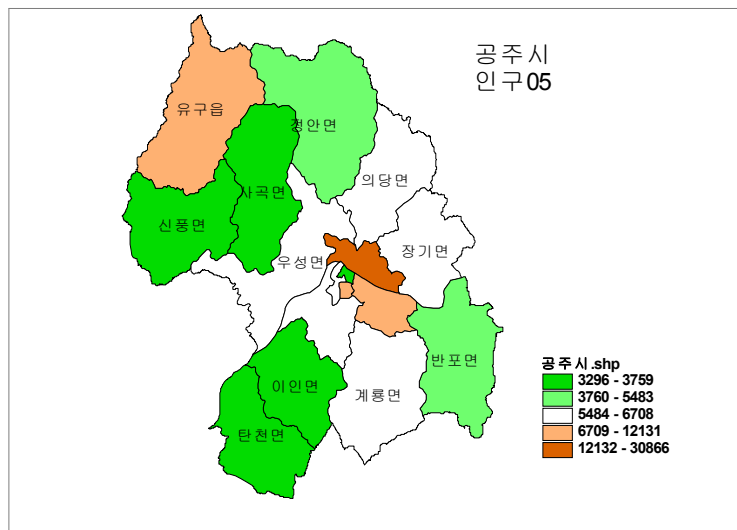 공주시
인구05
유구읍
정안면
의당면
사곡면
신풍면
장기면
우성면
반포면
이인면
계룡면
탄천면
공주시.shp
3296 - 3759
3760 - 5483
5484 - 6708
6709 - 12131
12132 - 30866